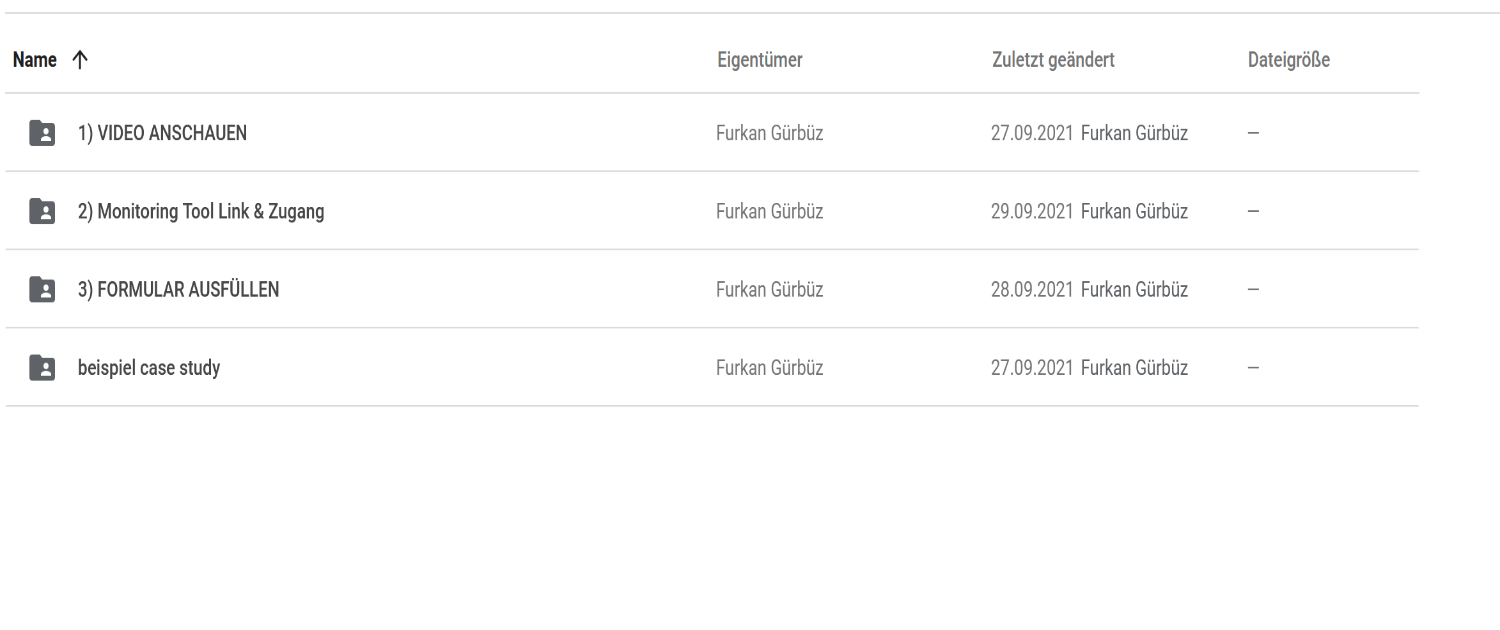 Name Eigentümer Zuletzt geändert Dateigröße
1) VIDEO ANSCHAUEN Furkan Gürbüz 27.09.2021 Furkan Gürbüz –
2) Monitoring Tool Link & Zugang Furkan Gürbüz 29.09.2021 Furkan Gürbüz –
3) FORMULAR AUSFÜLLEN Furkan Gürbüz 28.09.2021 Furkan Gürbüz –
beispiel case study Furkan Gürbüz 27.09.2021 Furkan Gürbüz –